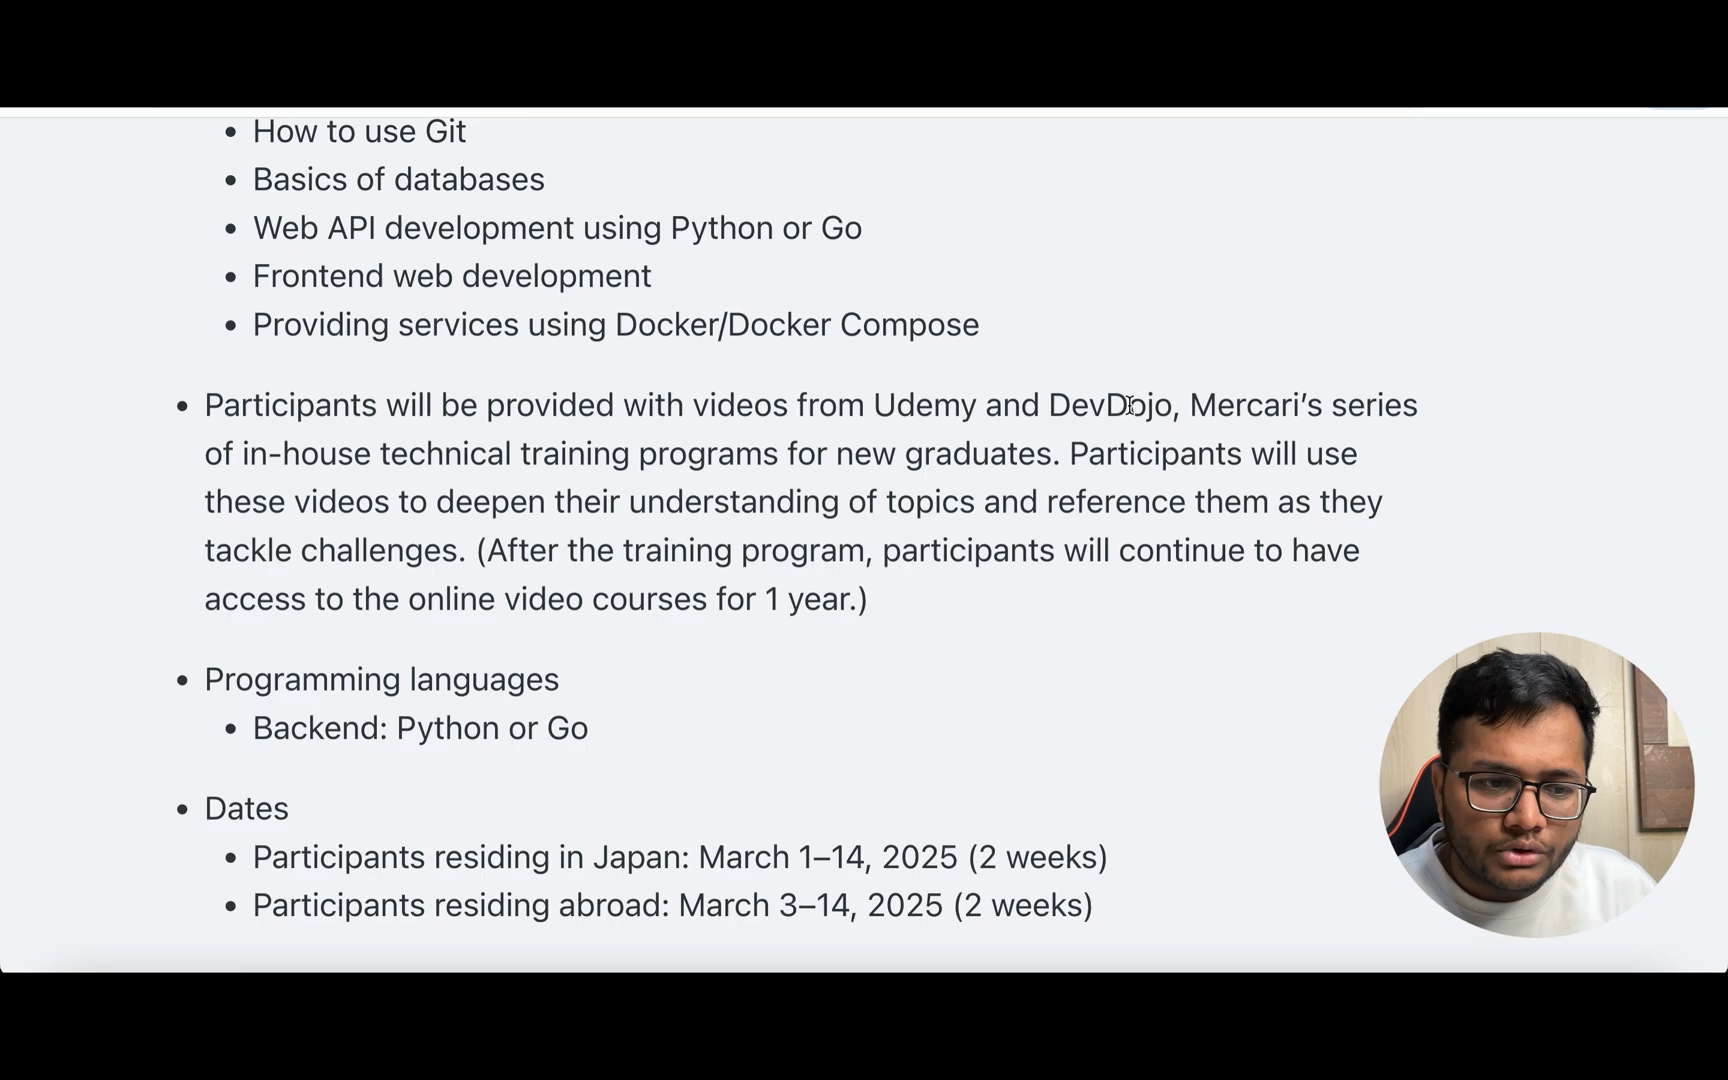 • How to use Git
• Basics of databases
• Web API development using Python or Go
• Frontend web development
• Providing services using Docker/Docker Compose
• Participants will be provided with videos from Udemy and DevDojo, Mercari’s series
of in-house technical training programs for new graduates. Participants will use
these videos to deepen their understanding of topics and reference them as they
tackle challenges. (After the training program, participants will continue to have
access to the online video courses for 1 year.)
• Programming languages
• Backend: Python or Go
• Dates
• Participants residing in Japan: March 1–14, 2025 (2 weeks)
• Participants residing abroad: March 3–14, 2025 (2 weeks)